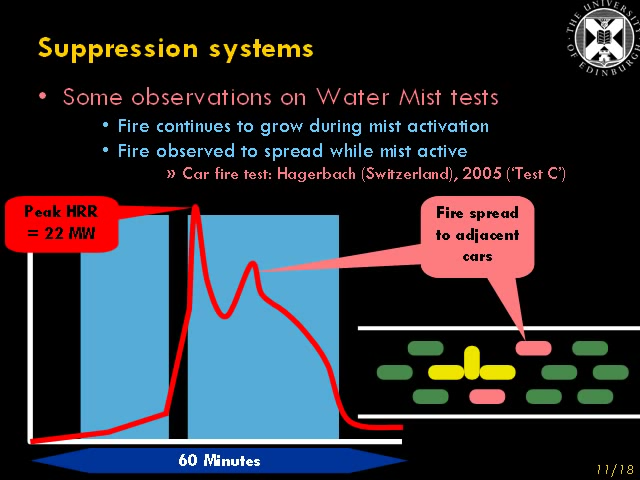 THE UNIVERSITY
OF EDINBURGH
Suppression systems
• Some observations on Water Mist tests
• Fire continues to grow during mist activation
• Fire observed to spread while mist active
» Car fire test: Hagerbach (Switzerland), 2005 (‘Test C’)
Peak HRR
= 22 MW
Fire spread
to adjacent
cars
60 Minutes
11/18